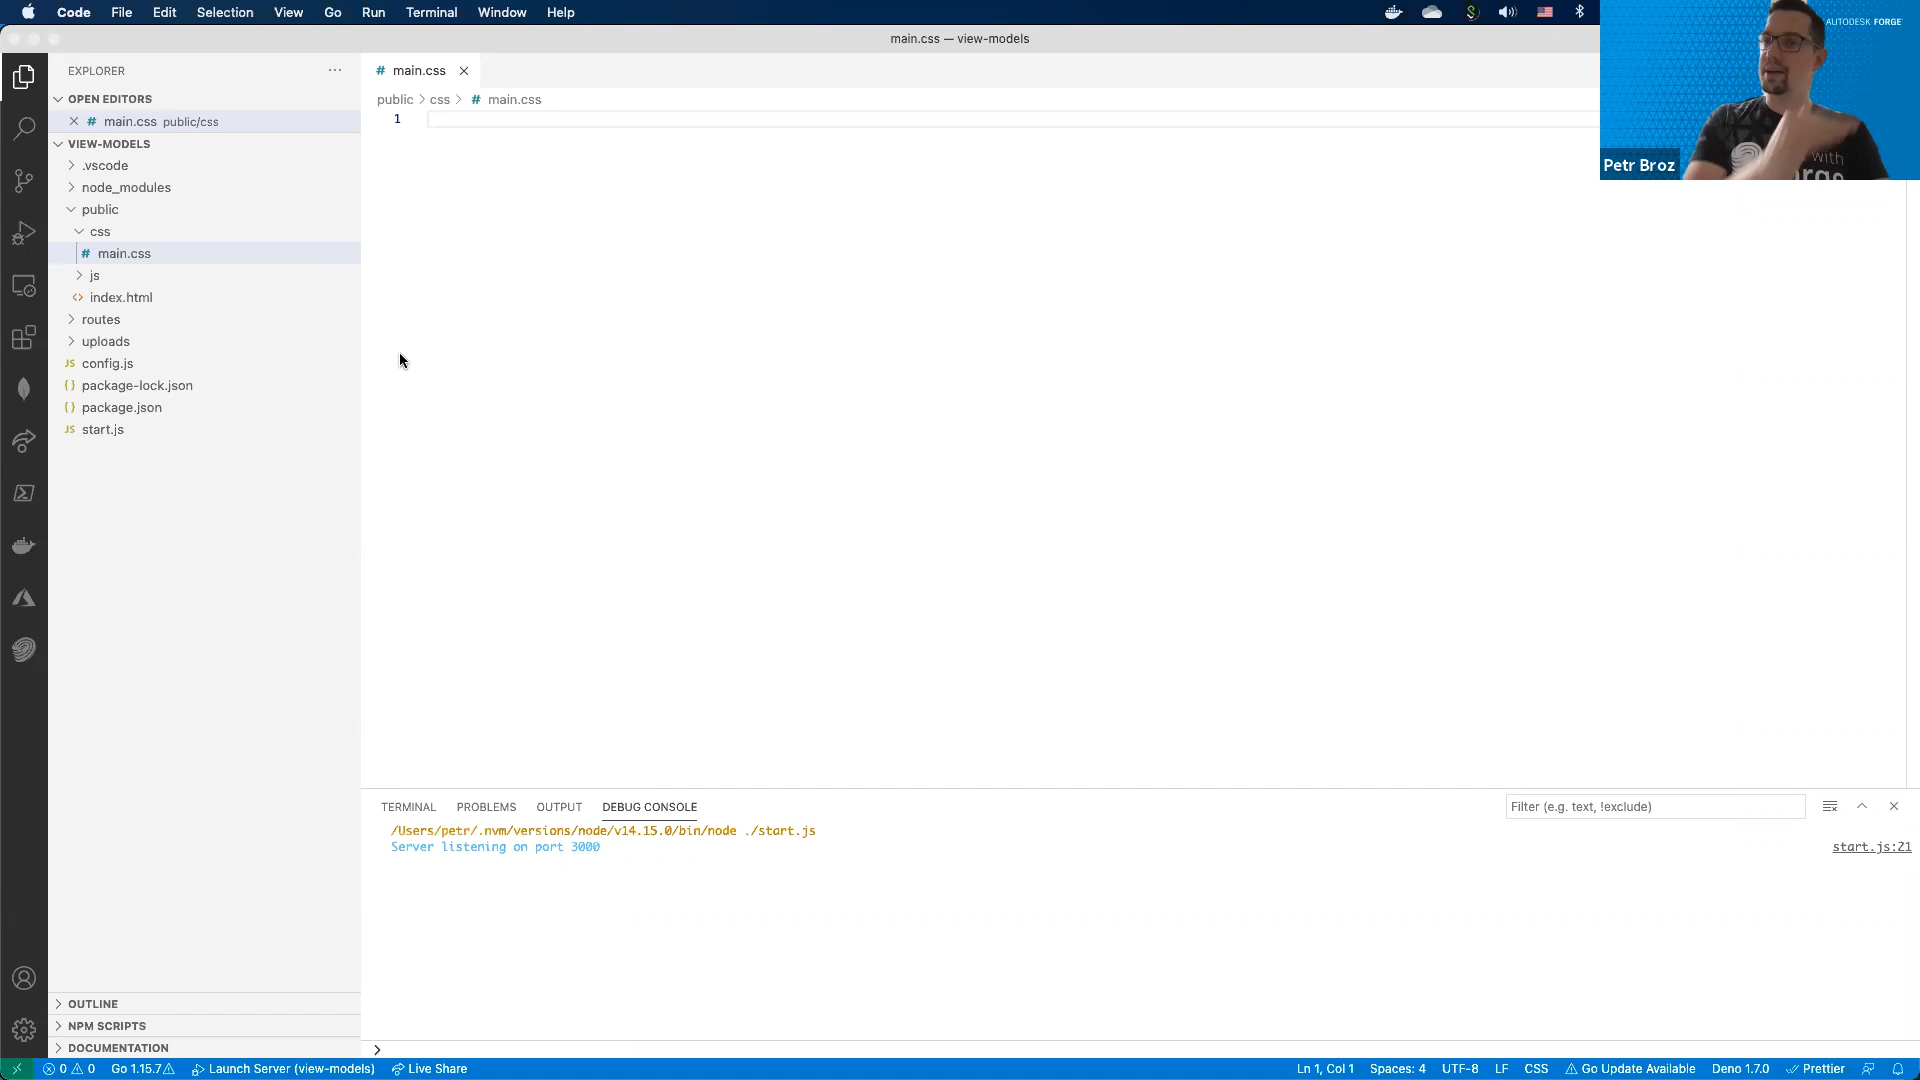 Code File Edit Selection View Go Run Terminal Window Help
main.css — view-models
AUTODESK FORGE
EXPLORER
OPEN EDITORS
main.css public/css
VIEW-MODELS
.vscode
node_modules
public
css
# main.css
js
<> index.html
routes
uploads
JS config.js
{} package-lock.json
{} package.json
JS start.js
OUTLINE
NPM SCRIPTS
DOCUMENTATION
# main.css
public > css > # main.css
1
with
Petr Broz
TERMINAL PROBLEMS OUTPUT DEBUG CONSOLE
Filter (e.g. text, !exclude)
/Users/petr/.nvm/versions/node/v14.15.0/bin/node ./start.js
Server listening on port 3000
start.js:21
0 0 Go 1.15.7 Launch Server (view-models) Live Share
Ln 1, Col 1 Spaces: 4 UTF-8 LF CSS Go Update Available Deno 1.7.0 Prettier